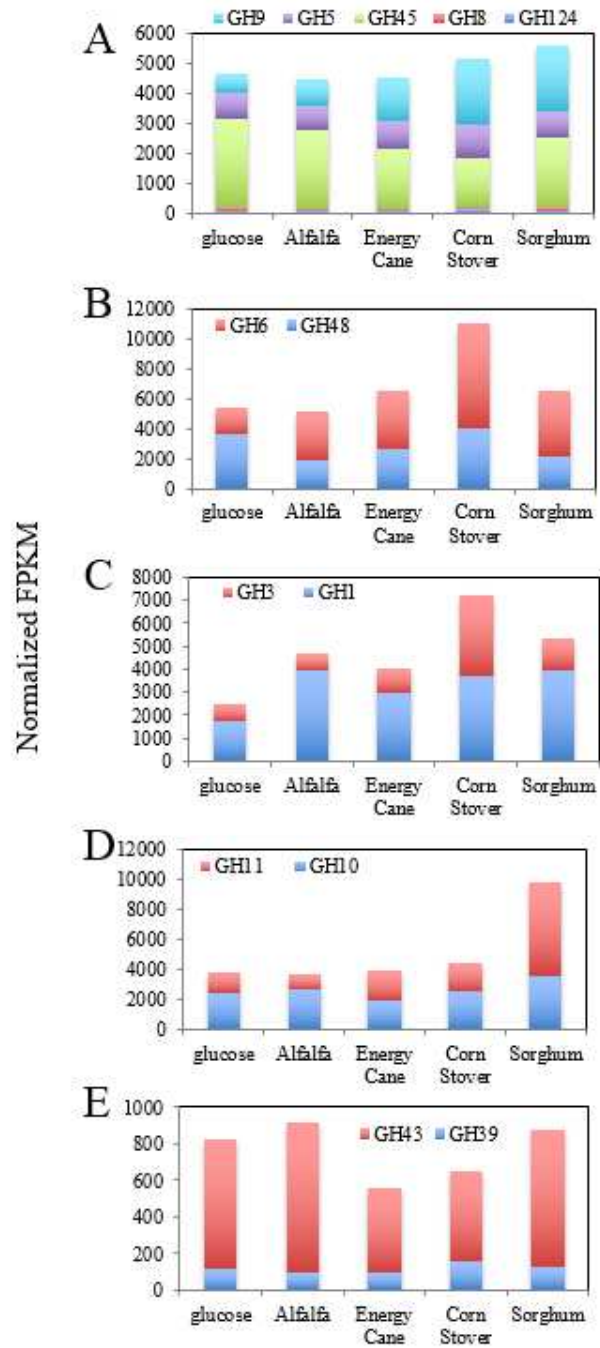 A
GH9 GH5 GH45 GH8 GH124
6000
5000
4000
3000
2000
1000
0
glucose Alfalfa Energy Cane Corn Stover Sorghum
B
GH6 GH48
12000
10000
8000
6000
4000
2000
0
glucose Alfalfa Energy Cane Corn Stover Sorghum
Normalized FPKM
C
GH3 GH1
8000
7000
6000
5000
4000
3000
2000
1000
0
glucose Alfalfa Energy Cane Corn Stover Sorghum
D
GH11 GH10
12000
10000
8000
6000
4000
2000
0
glucose Alfalfa Energy Cane Corn Stover Sorghum
E
GH43 GH39
1000
800
600
400
200
0
glucose Alfalfa Energy Cane Corn Stover Sorghum